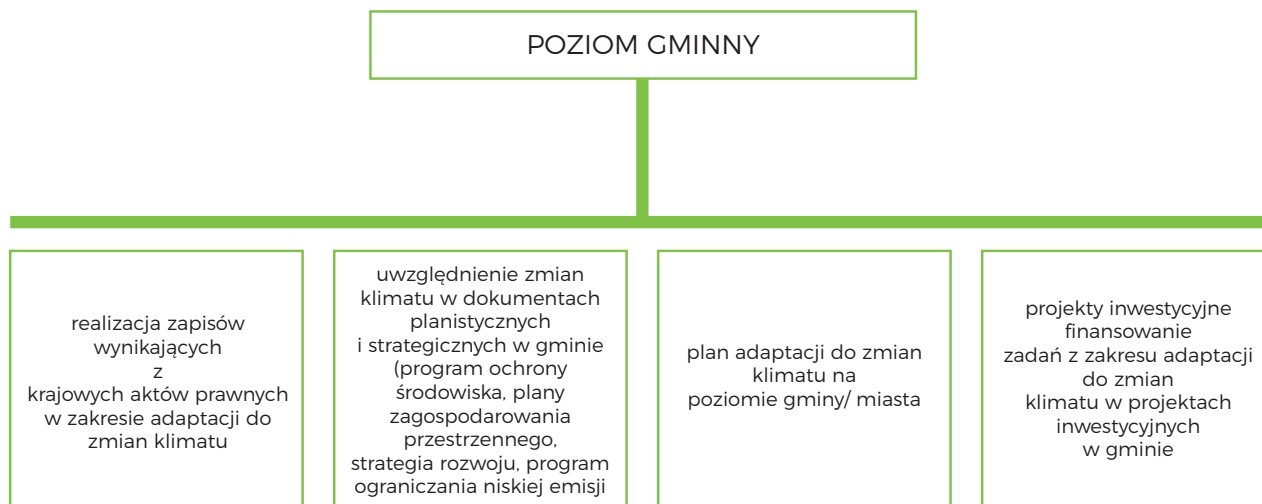 POZIOM GMINNY
realizacja zapisów
wynikających
z
krajowych aktów prawnych
w zakresie adaptacji do
zmian klimatu
uwzględnienie zmian
klimatu w dokumentach
planistycznych
i strategicznych w gminie
(program ochrony
środowiska, plany
zagospodarowania
przestrzennego,
strategia rozwoju, program
ograniczania niskiej emisji
plan adaptacji do zmian
klimatu na
poziomie gminy/ miasta
projekty inwestycyjne
finansowanie
zadań z zakresu adaptacji
do zmian
klimatu w projektach
inwestycyjnych
w gminie